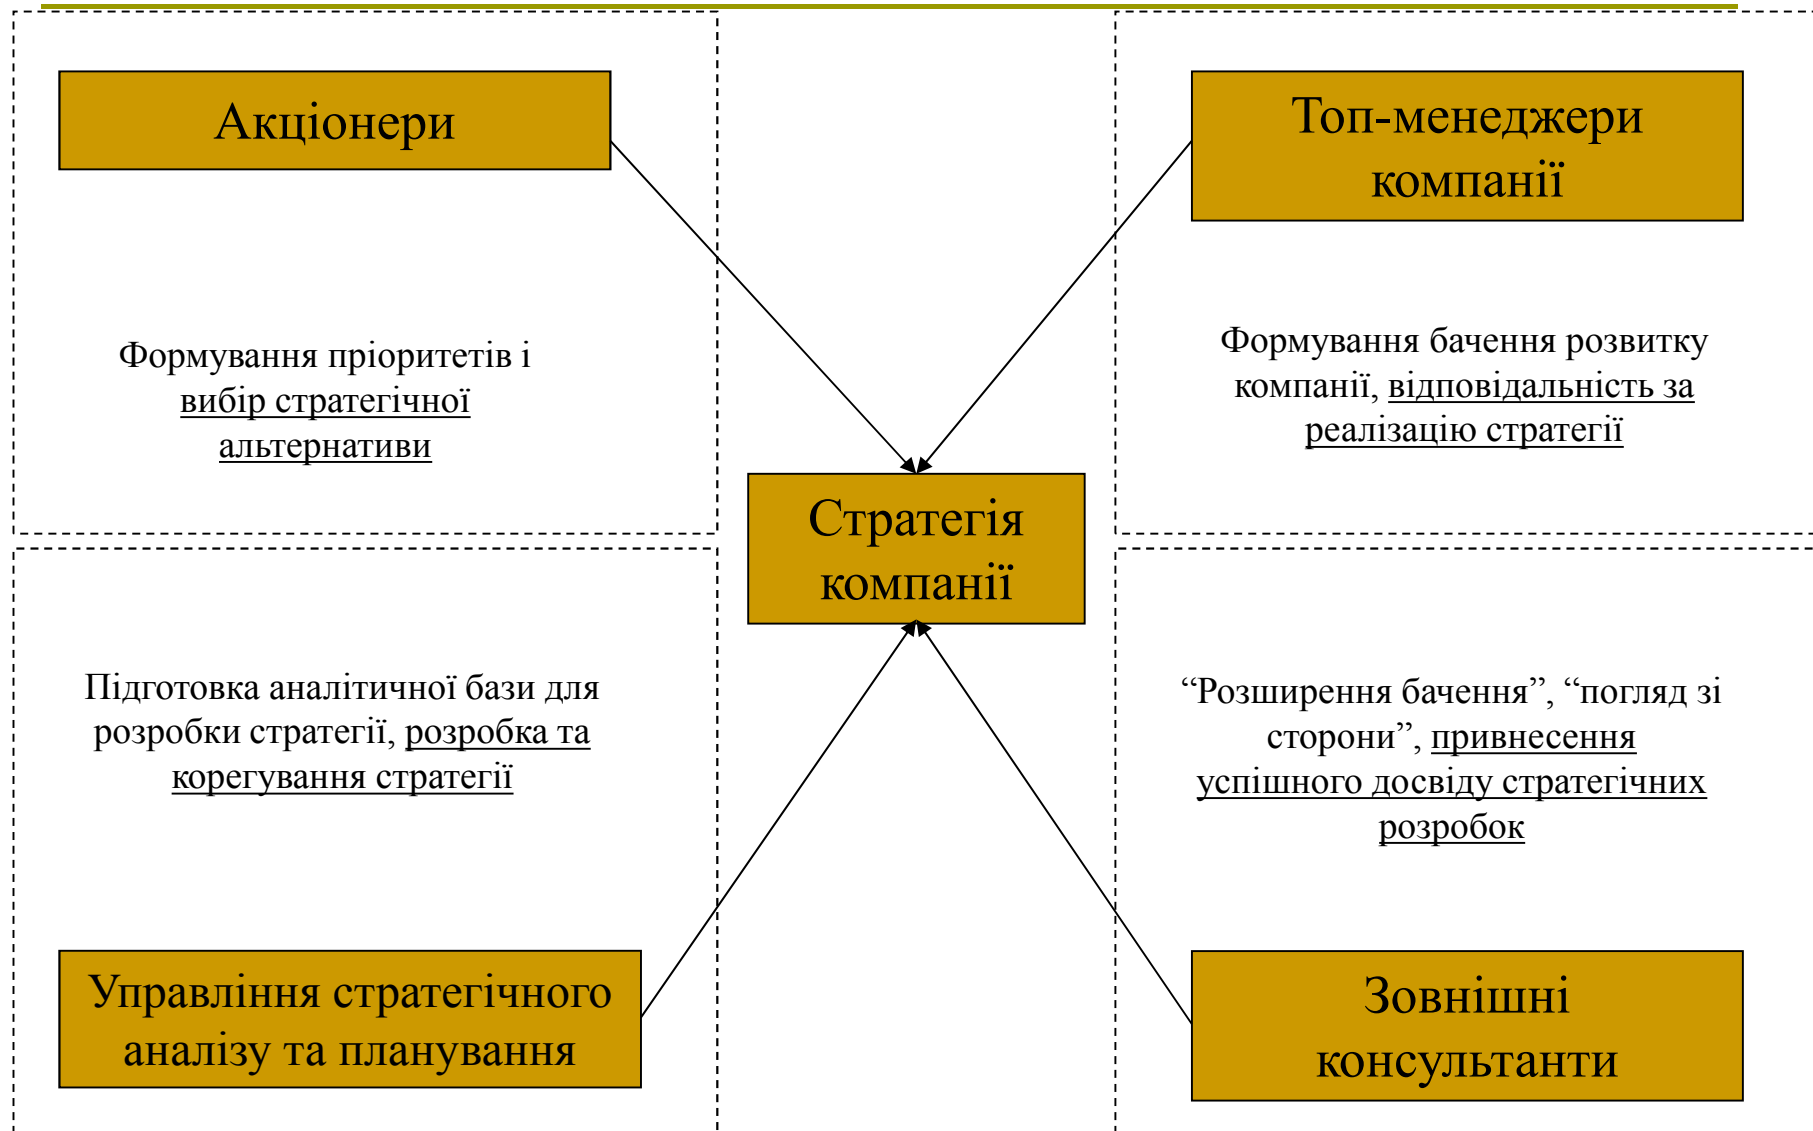 Акціонери
Формування пріоритетів і
вибір стратегічної
альтернативи
Топ-менеджери
компанії
Формування бачення розвитку
компанії, відповідальність за
реалізацію стратегії
Стратегія
компанії
Підготовка аналітичної бази для
розробки стратегії, розробка та
корегування стратегії
Управління стратегічного
аналізу та планування
“Розширення бачення”, “погляд зі
сторони”, привнесення
успішного досвіду стратегічних
розробок
Зовнішні
консультанти